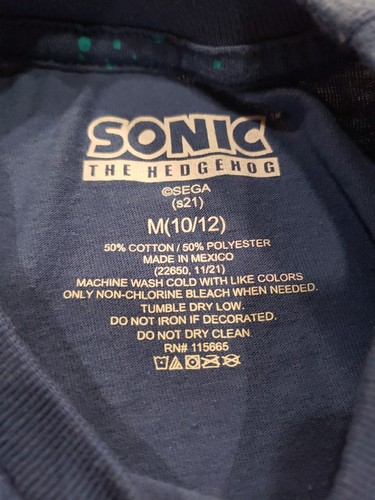 SONIC
THE HEDGEHOG
©SEGA
(s21)
M(10/12)
50% COTTON / 50% POLYESTER
MADE IN MEXICO
(22650, 11/21)
MACHINE WASH COLD WITH LIKE COLORS
ONLY NON-CHLORINE BLEACH WHEN NEEDED.
TUMBLE DRY LOW.
DO NOT IRON IF DECORATED.
DO NOT DRY CLEAN
RN# 115665